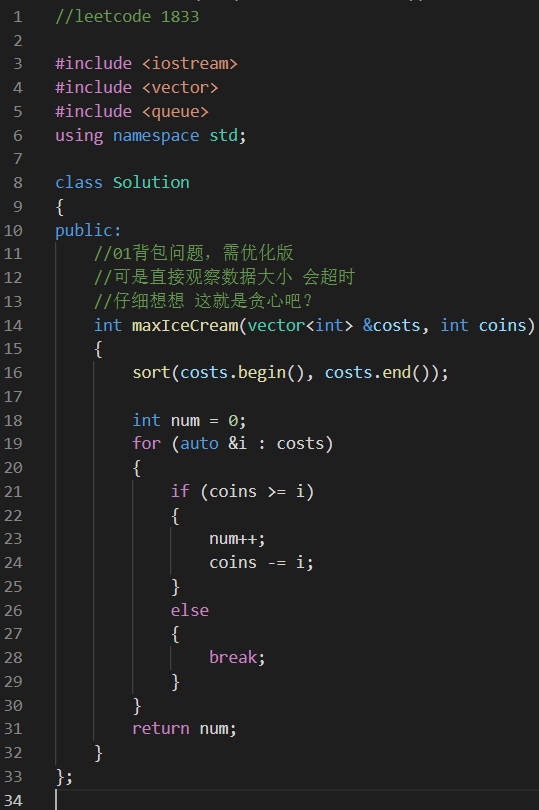 1 //leetcode 1833
2
3 #include <iostream>
4 #include <vector>
5 #include <queue>
6 using namespace std;
7
8 class Solution
9 {
10 public:
11     //01背包问题，需优化版
12     //可是直接观察数据大小 会超时
13     //仔细想想 这就是贪心吧？
14     int maxIceCream(vector<int> &costs, int coins)
15     {
16         sort(costs.begin(), costs.end());
17
18         int num = 0;
19         for (auto &i : costs)
20         {
21             if (coins >= i)
22             {
23                 num++;
24                 coins -= i;
25             }
26             else
27             {
28                 break;
29             }
30         }
31         return num;
32     }
33 };
34